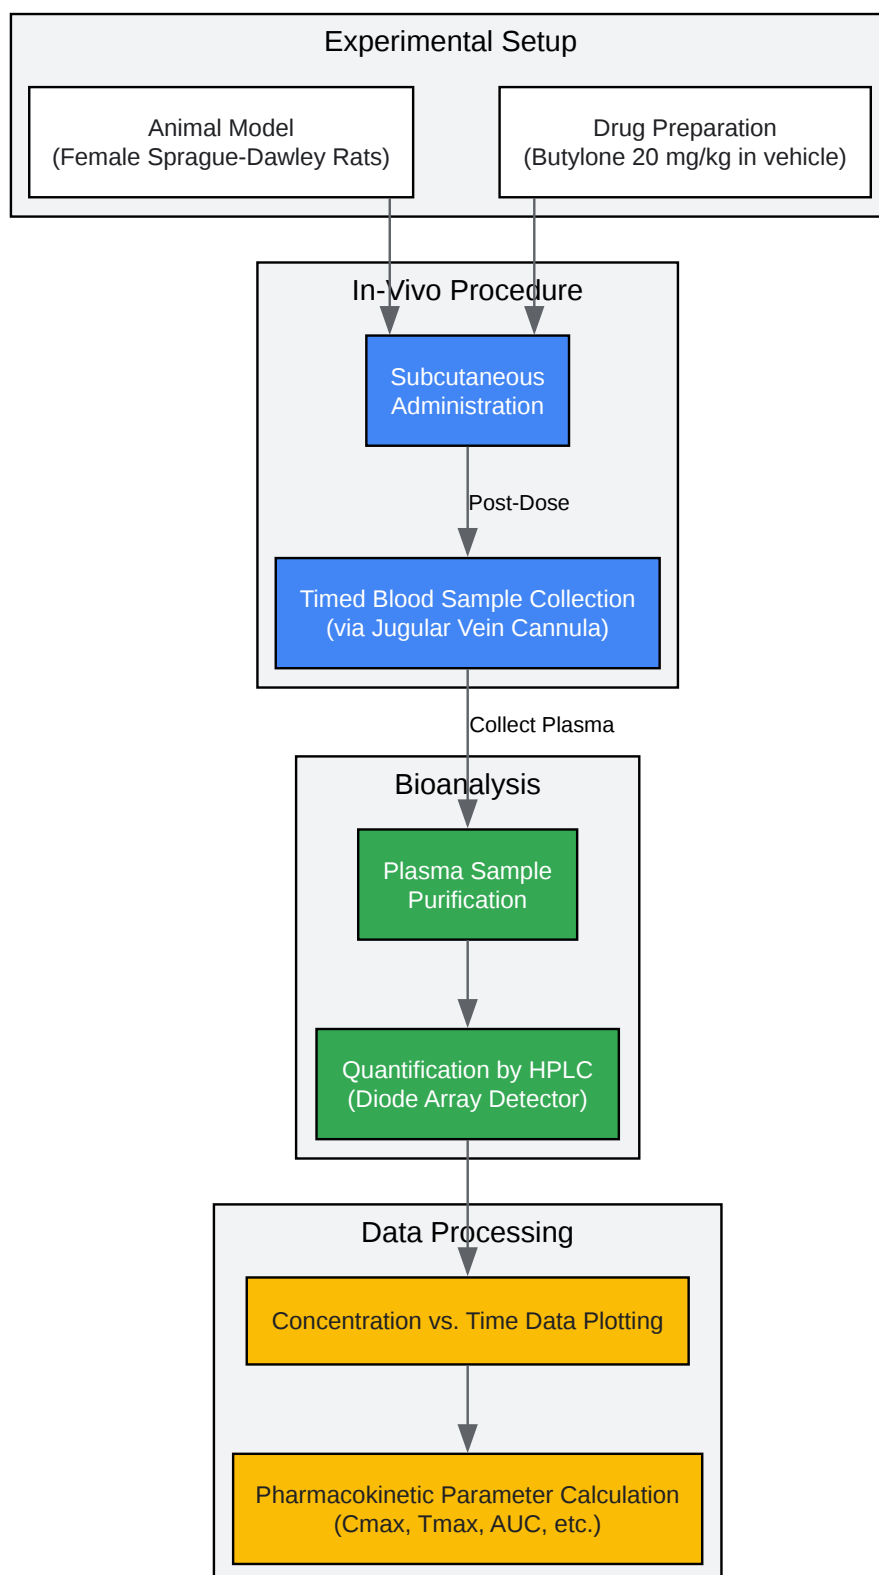 Experimental Setup
Animal Model
(Female Sprague-Dawley Rats)
Drug Preparation
(Butylone 20 mg/kg in vehicle)
In-Vivo Procedure
Subcutaneous
Administration
Post-Dose
Timed Blood Sample Collection
(via Jugular Vein Cannula)
Collect Plasma
Bioanalysis
Plasma Sample
Purification
Quantification by HPLC
(Diode Array Detector)
Data Processing
Concentration vs. Time Data Plotting
Pharmacokinetic Parameter Calculation
(Cmax, Tmax, AUC, etc.)